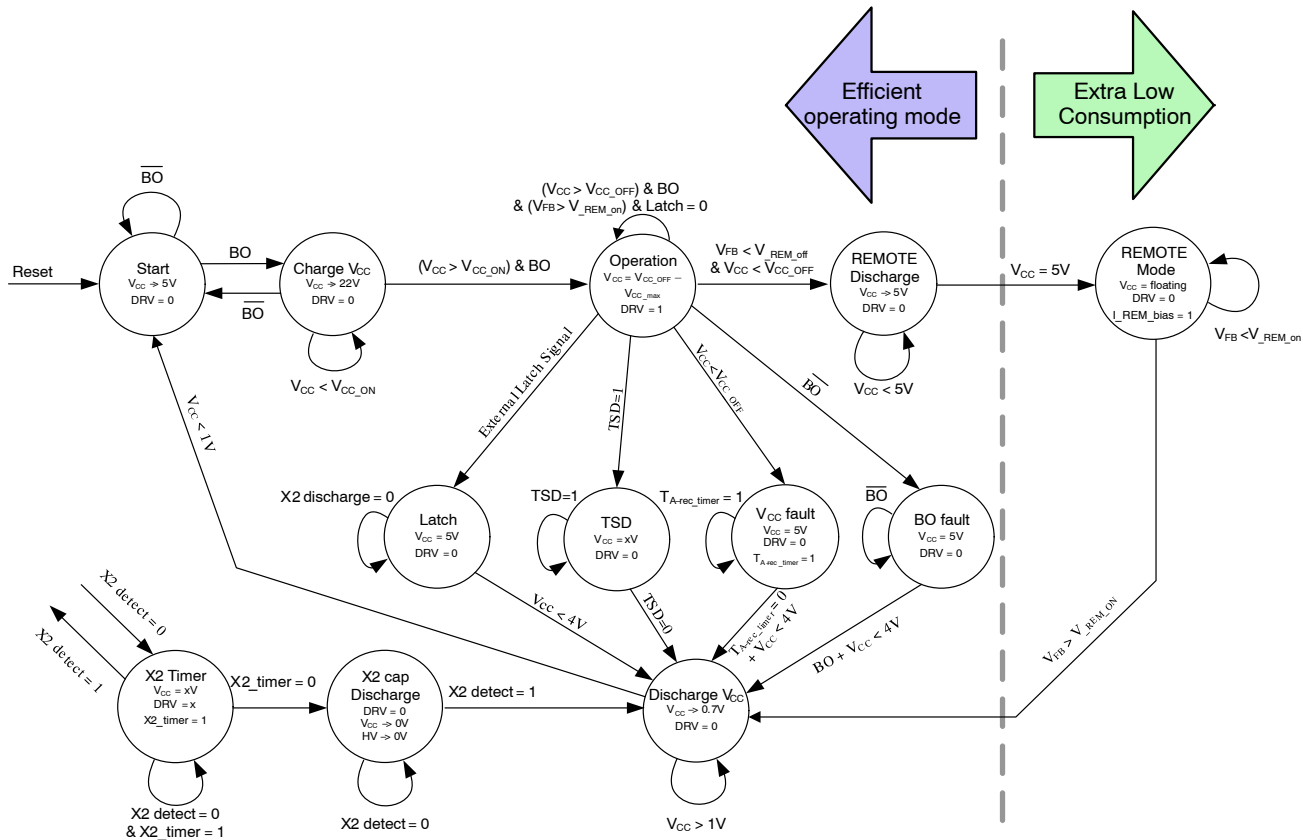 Efficient
operating mode
Extra Low
Consumption
B̅O̅
(VCC > VCC_OFF) & BO
& (VFB > V_REM_on) & Latch = 0
Reset
Start
VCC → 5V
DRV = 0
BO
B̅O̅
Charge VCC
VCC → 22V
DRV = 0
VCC < VCC_ON
(VCC > VCC_ON) & BO
Operation
VCC = VCC_OFF –
VCC_max
DRV = 1
VFB < V_REM_off
& VCC < VCC_OFF
REMOTE
Discharge
VCC → 5V
DRV = 0
VCC < 5V
VCC = 5V
REMOTE
Mode
VCC = floating
DRV = 0
I_REM_bias = 1
VFB < V_REM_on
VCC < 1V
External Latch Signal
TSD=1
VCC<VCC_OFF
B̅O̅
X2 discharge = 0
Latch
VCC = 5V
DRV = 0
TSD=1
TSD
VCC = xV
DRV = 0
TA-rec_timer = 1
VCC fault
VCC = 5V
DRV = 0
TA-rec_timer = 1
B̅O̅
BO fault
VCC = 5V
DRV = 0
Vcc < 4V
TSD=0
TA-rec_timer = 0
+ VCC < 4V
BO + VCC < 4V
VFB > V_REM_ON
X2 detect = 0
X2 detect = 1
X2 Timer
VCC = xV
DRV = x
X2_timer = 1
X2_timer = 0
X2 cap
Discharge
DRV = 0
VCC → 0V
HV → 0V
X2 detect = 1
Discharge VCC
VCC → 0.7V
DRV = 0
X2 detect = 0
& X2_timer = 1
X2 detect = 0
VCC > 1V